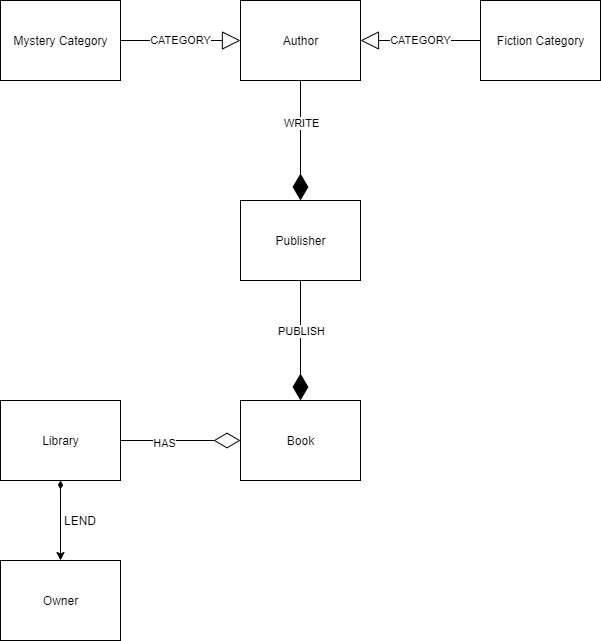 Mystery Category
CATEGORY
Author
CATEGORY
Fiction Category
WRITE
Publisher
PUBLISH
Library
HAS
Book
LEND
Owner